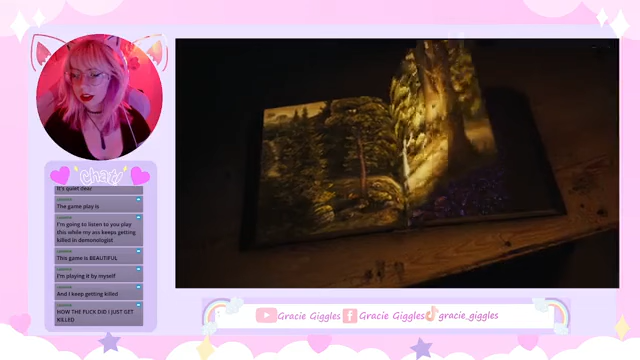 chat
It's quiet dear
The game play is
I'm going to listen to you play
this while my ass keeps getting
killed in demonologist
This game is BEAUTIFUL
I'm playing it by myself
And I keep getting killed
HOW THE FUCK DID I JUST GET
KILLED
Gracie Giggles Gracie Giggles gracie_giggles